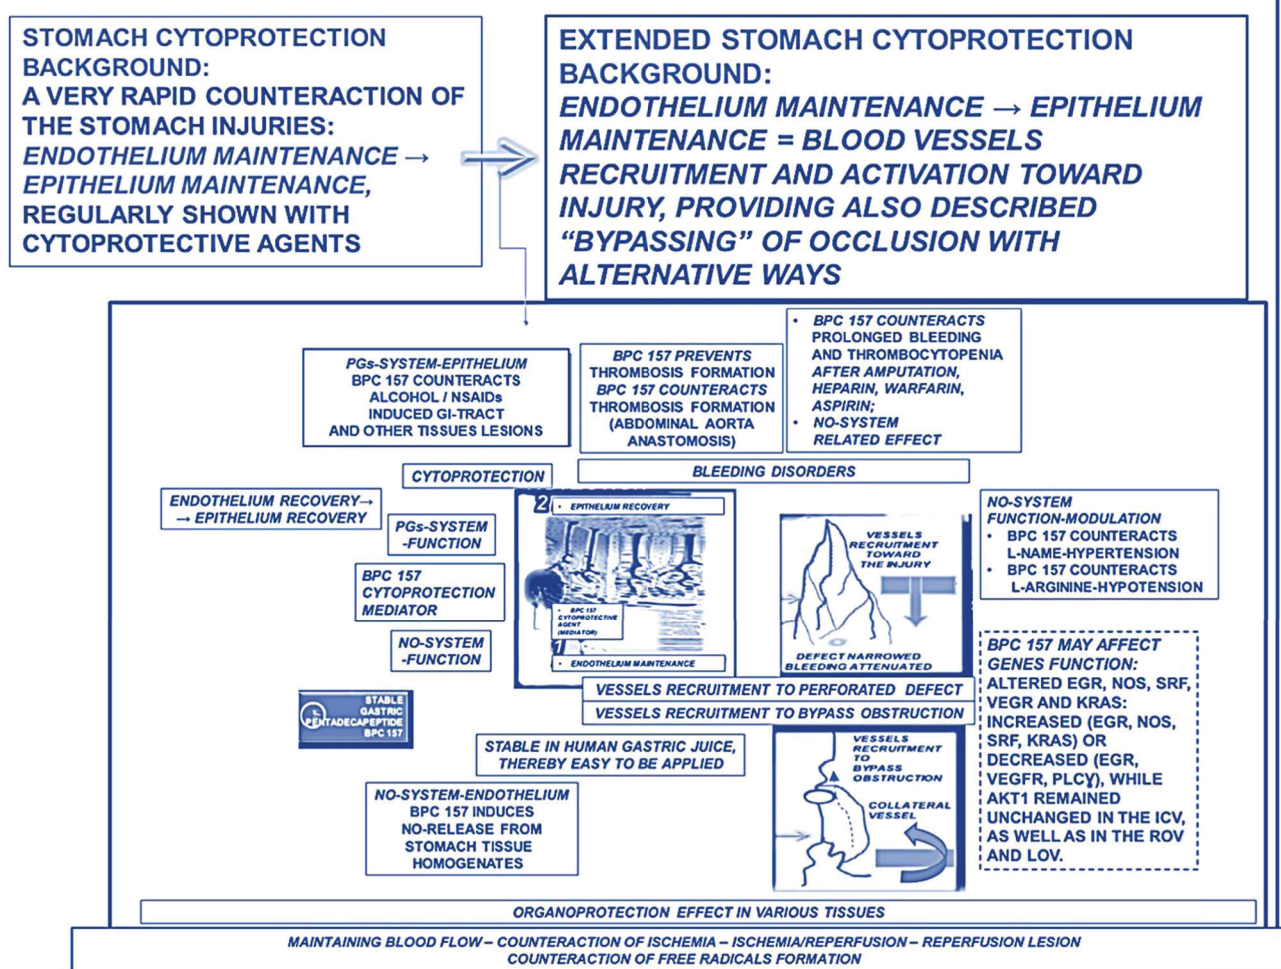 STOMACH CYTOPROTECTION
BACKGROUND:
A VERY RAPID COUNTERACTION OF
THE STOMACH INJURIES:
ENDOTHELIUM MAINTENANCE →
EPITHELIUM MAINTENANCE,
REGULARLY SHOWN WITH
CYTOPROTECTIVE AGENTS
EXTENDED STOMACH CYTOPROTECTION
BACKGROUND:
ENDOTHELIUM MAINTENANCE → EPITHELIUM
MAINTENANCE = BLOOD VESSELS
RECRUITMENT AND ACTIVATION TOWARD
INJURY, PROVIDING ALSO DESCRIBED
“BYPASSING” OF OCCLUSION WITH
ALTERNATIVE WAYS
PGs-SYSTEM-EPITHELIUM
BPC 157 COUNTERACTS
ALCOHOL / NSAIDs
INDUCED GI-TRACT
AND OTHER TISSUES LESIONS
BPC 157 PREVENTS
THROMBOSIS FORMATION
BPC 157 COUNTERACTS
THROMBOSIS FORMATION
(ABDOMINAL AORTA
ANASTOMOSIS)
• BPC 157 COUNTERACTS
PROLONGED BLEEDING
AND THROMBOCYTOPENIA
AFTER AMPUTATION,
HEPARIN, WARFARIN,
ASPIRIN;
• NO-SYSTEM
RELATED EFFECT
CYTOPROTECTION
BLEEDING DISORDERS
ENDOTHELIUM RECOVERY→
→ EPITHELIUM RECOVERY
PGs-SYSTEM
-FUNCTION
BPC 157
CYTOPROTECTION
MEDIATOR
NO-SYSTEM
-FUNCTION
2
• EPITHELIUM RECOVERY
• BPC 157
CYTOPROTECTIVE
AGENT
(MEDIATOR)
1
• ENDOTHELIUM MAINTENANCE
VESSELS
RECRUITMENT
TOWARD
THE INJURY
DEFECT NARROWED
BLEEDING ATTENUATED
NO-SYSTEM
FUNCTION-MODULATION
• BPC 157 COUNTERACTS
L-NAME-HYPERTENSION
• BPC 157 COUNTERACTS
L-ARGININE-HYPOTENSION
VESSELS RECRUITMENT TO PERFORATED DEFECT
VESSELS RECRUITMENT TO BYPASS OBSTRUCTION
STABLE
GASTRIC
PENTADECAPEPTIDE
BPC 157
STABLE IN HUMAN GASTRIC JUICE,
THEREBY EASY TO BE APPLIED
VESSELS
RECRUITMENT
TO
BYPASS
OBSTRUCTION
COLLATERAL
VESSEL
BPC 157 MAY AFFECT
GENES FUNCTION:
ALTERED EGR, NOS, SRF,
VEGR AND KRAS:
INCREASED (EGR, NOS,
SRF, KRAS) OR
DECREASED (EGR,
VEGFR, PLCɣ), WHILE
AKT1 REMAINED
UNCHANGED IN THE ICV,
AS WELL AS IN THE ROV
AND LOV.
NO-SYSTEM-ENDOTHELIUM
BPC 157 INDUCES
NO-RELEASE FROM
STOMACH TISSUE
HOMOGENATES
ORGANOPROTECTION EFFECT IN VARIOUS TISSUES
MAINTAINING BLOOD FLOW – COUNTERACTION OF ISCHEMIA – ISCHEMIA/REPERFUSION – REPERFUSION LESION
COUNTERACTION OF FREE RADICALS FORMATION